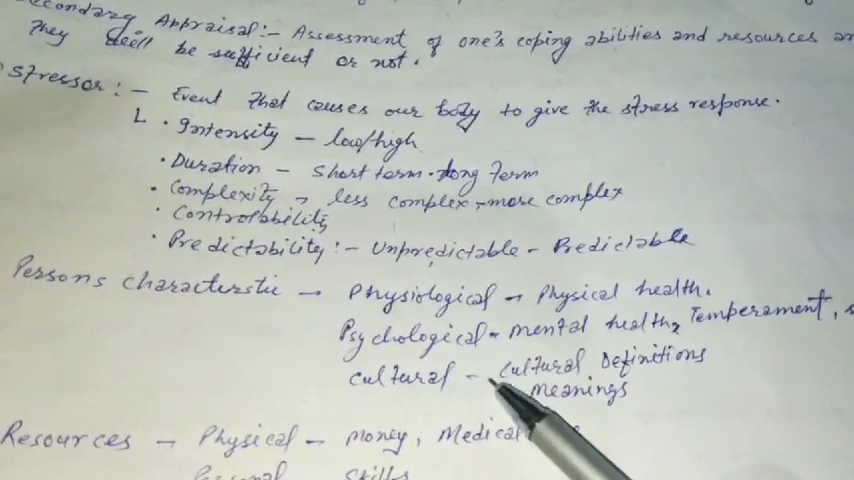 Secondary Appraisal:- Assessment of one's coping abilities and resources
They will be sufficient or not.
Stressor:- Event that causes our body to give the stress response.
L • Intensity - low/high
• Duration - Short term - long Term
• Complexity → less complex - more complex
• Controlability
• Predictability:- Unpredictable - Predictable
Persons characterstic → Physiological → Physical health.
Psychological - mental health, Temperament,
Cultural - Cultural Definitions
meanings
Resources → Physical - money, Medical
Personal Skills